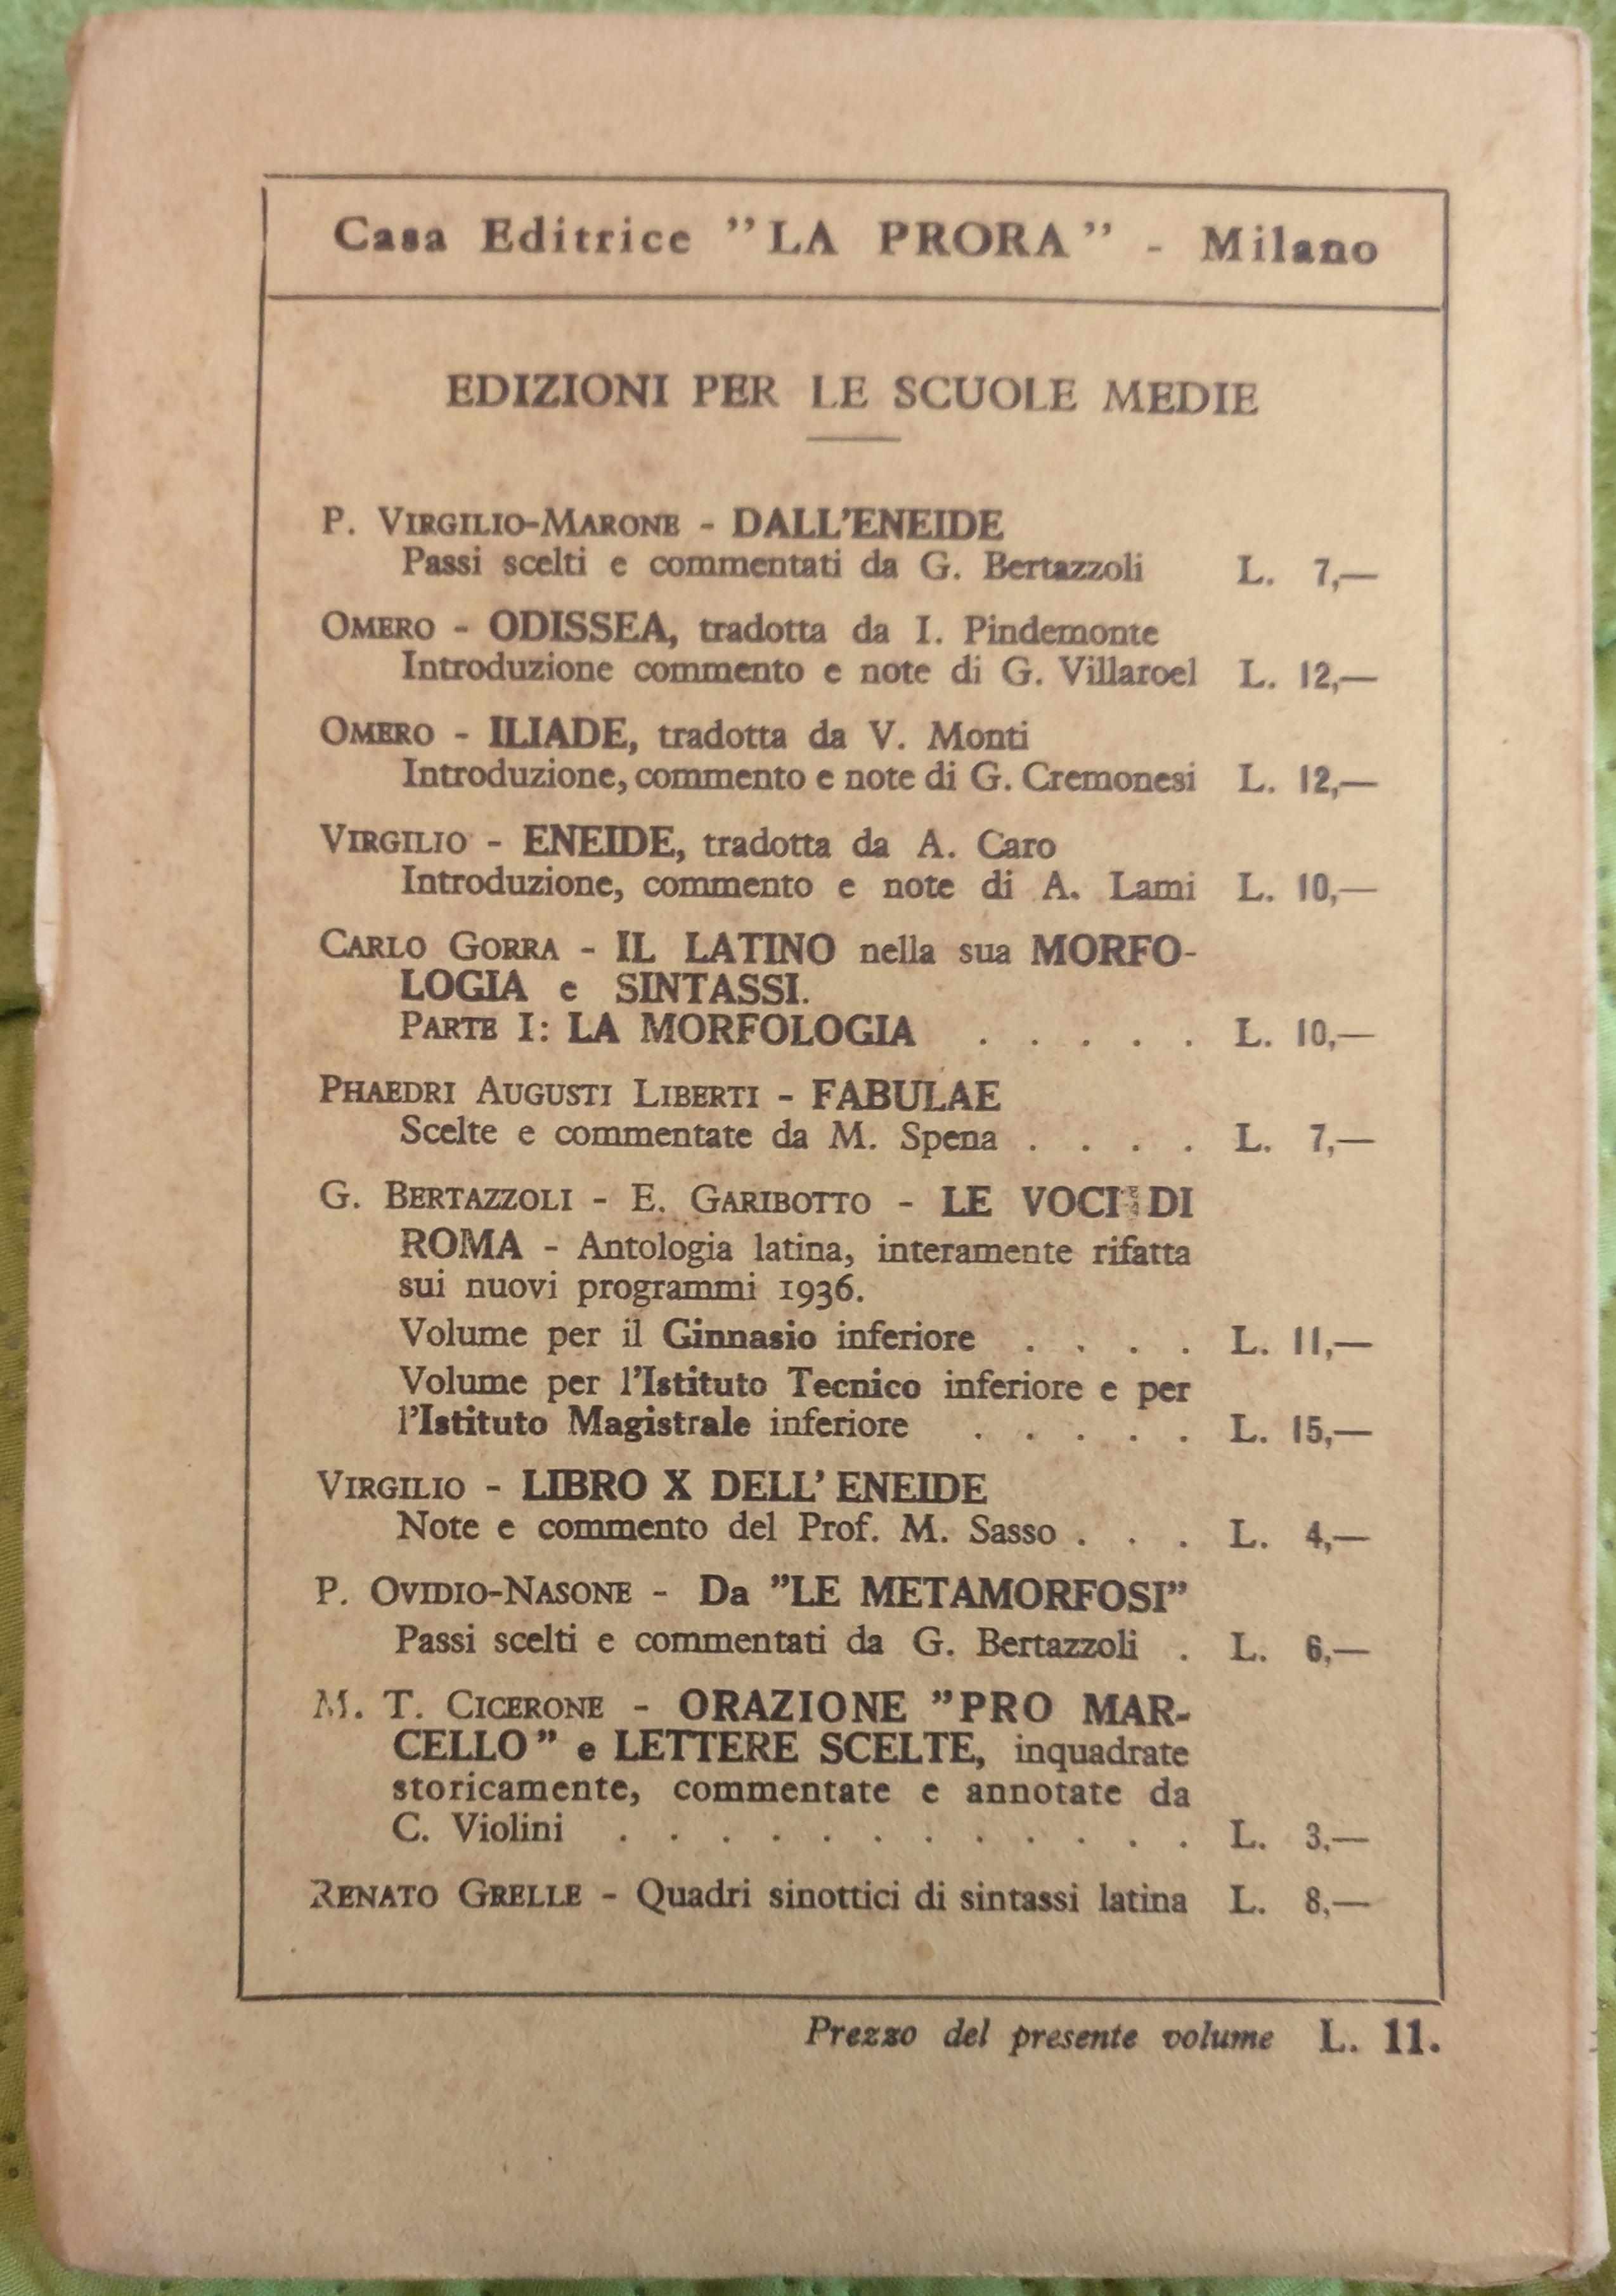 Casa Editrice "LA PRORA" - Milano
EDIZIONI PER LE SCUOLE MEDIE
P. VIRGILIO-MARONE - DALL'ENEIDE
Passi scelti e commentati da G. Bertazzoli L. 7,—
OMERO - ODISSEA, tradotta da I. Pindemonte
Introduzione commento e note di G. Villaroel L. 12,—
OMERO - ILIADE, tradotta da V. Monti
Introduzione, commento e note di G. Cremonesi L. 12,—
VIRGILIO - ENEIDE, tradotta da A. Caro
Introduzione, commento e note di A. Lami L. 10,—
CARLO GORRA - IL LATINO nella sua MORFO-
LOGIA e SINTASSI.
PARTE I: LA MORFOLOGIA . . . . . L. 10,—
PHAEDRI AUGUSTI LIBERTI - FABULAE
Scelte e commentate da M. Spena . . . . L. 7,—
G. BERTAZZOLI - E. GARIBOTTO - LE VOCI DI
ROMA - Antologia latina, interamente rifatta
sui nuovi programmi 1936.
Volume per il Ginnasio inferiore . . . . L. 11,—
Volume per l'Istituto Tecnico inferiore e per
l'Istituto Magistrale inferiore . . . . . L. 15,—
VIRGILIO - LIBRO X DELL' ENEIDE
Note e commento del Prof. M. Sasso . . . L. 4,—
P. OVIDIO-NASONE - Da "LE METAMORFOSI"
Passi scelti e commentati da G. Bertazzoli . L. 6,—
M. T. CICERONE - ORAZIONE "PRO MAR-
CELLO" e LETTERE SCELTE, inquadrate
storicamente, commentate e annotate da
C. Violini . . . . . . . . . . . . L. 3,—
RENATO GRELLE - Quadri sinottici di sintassi latina L. 8,—
Prezzo del presente volume L. 11.